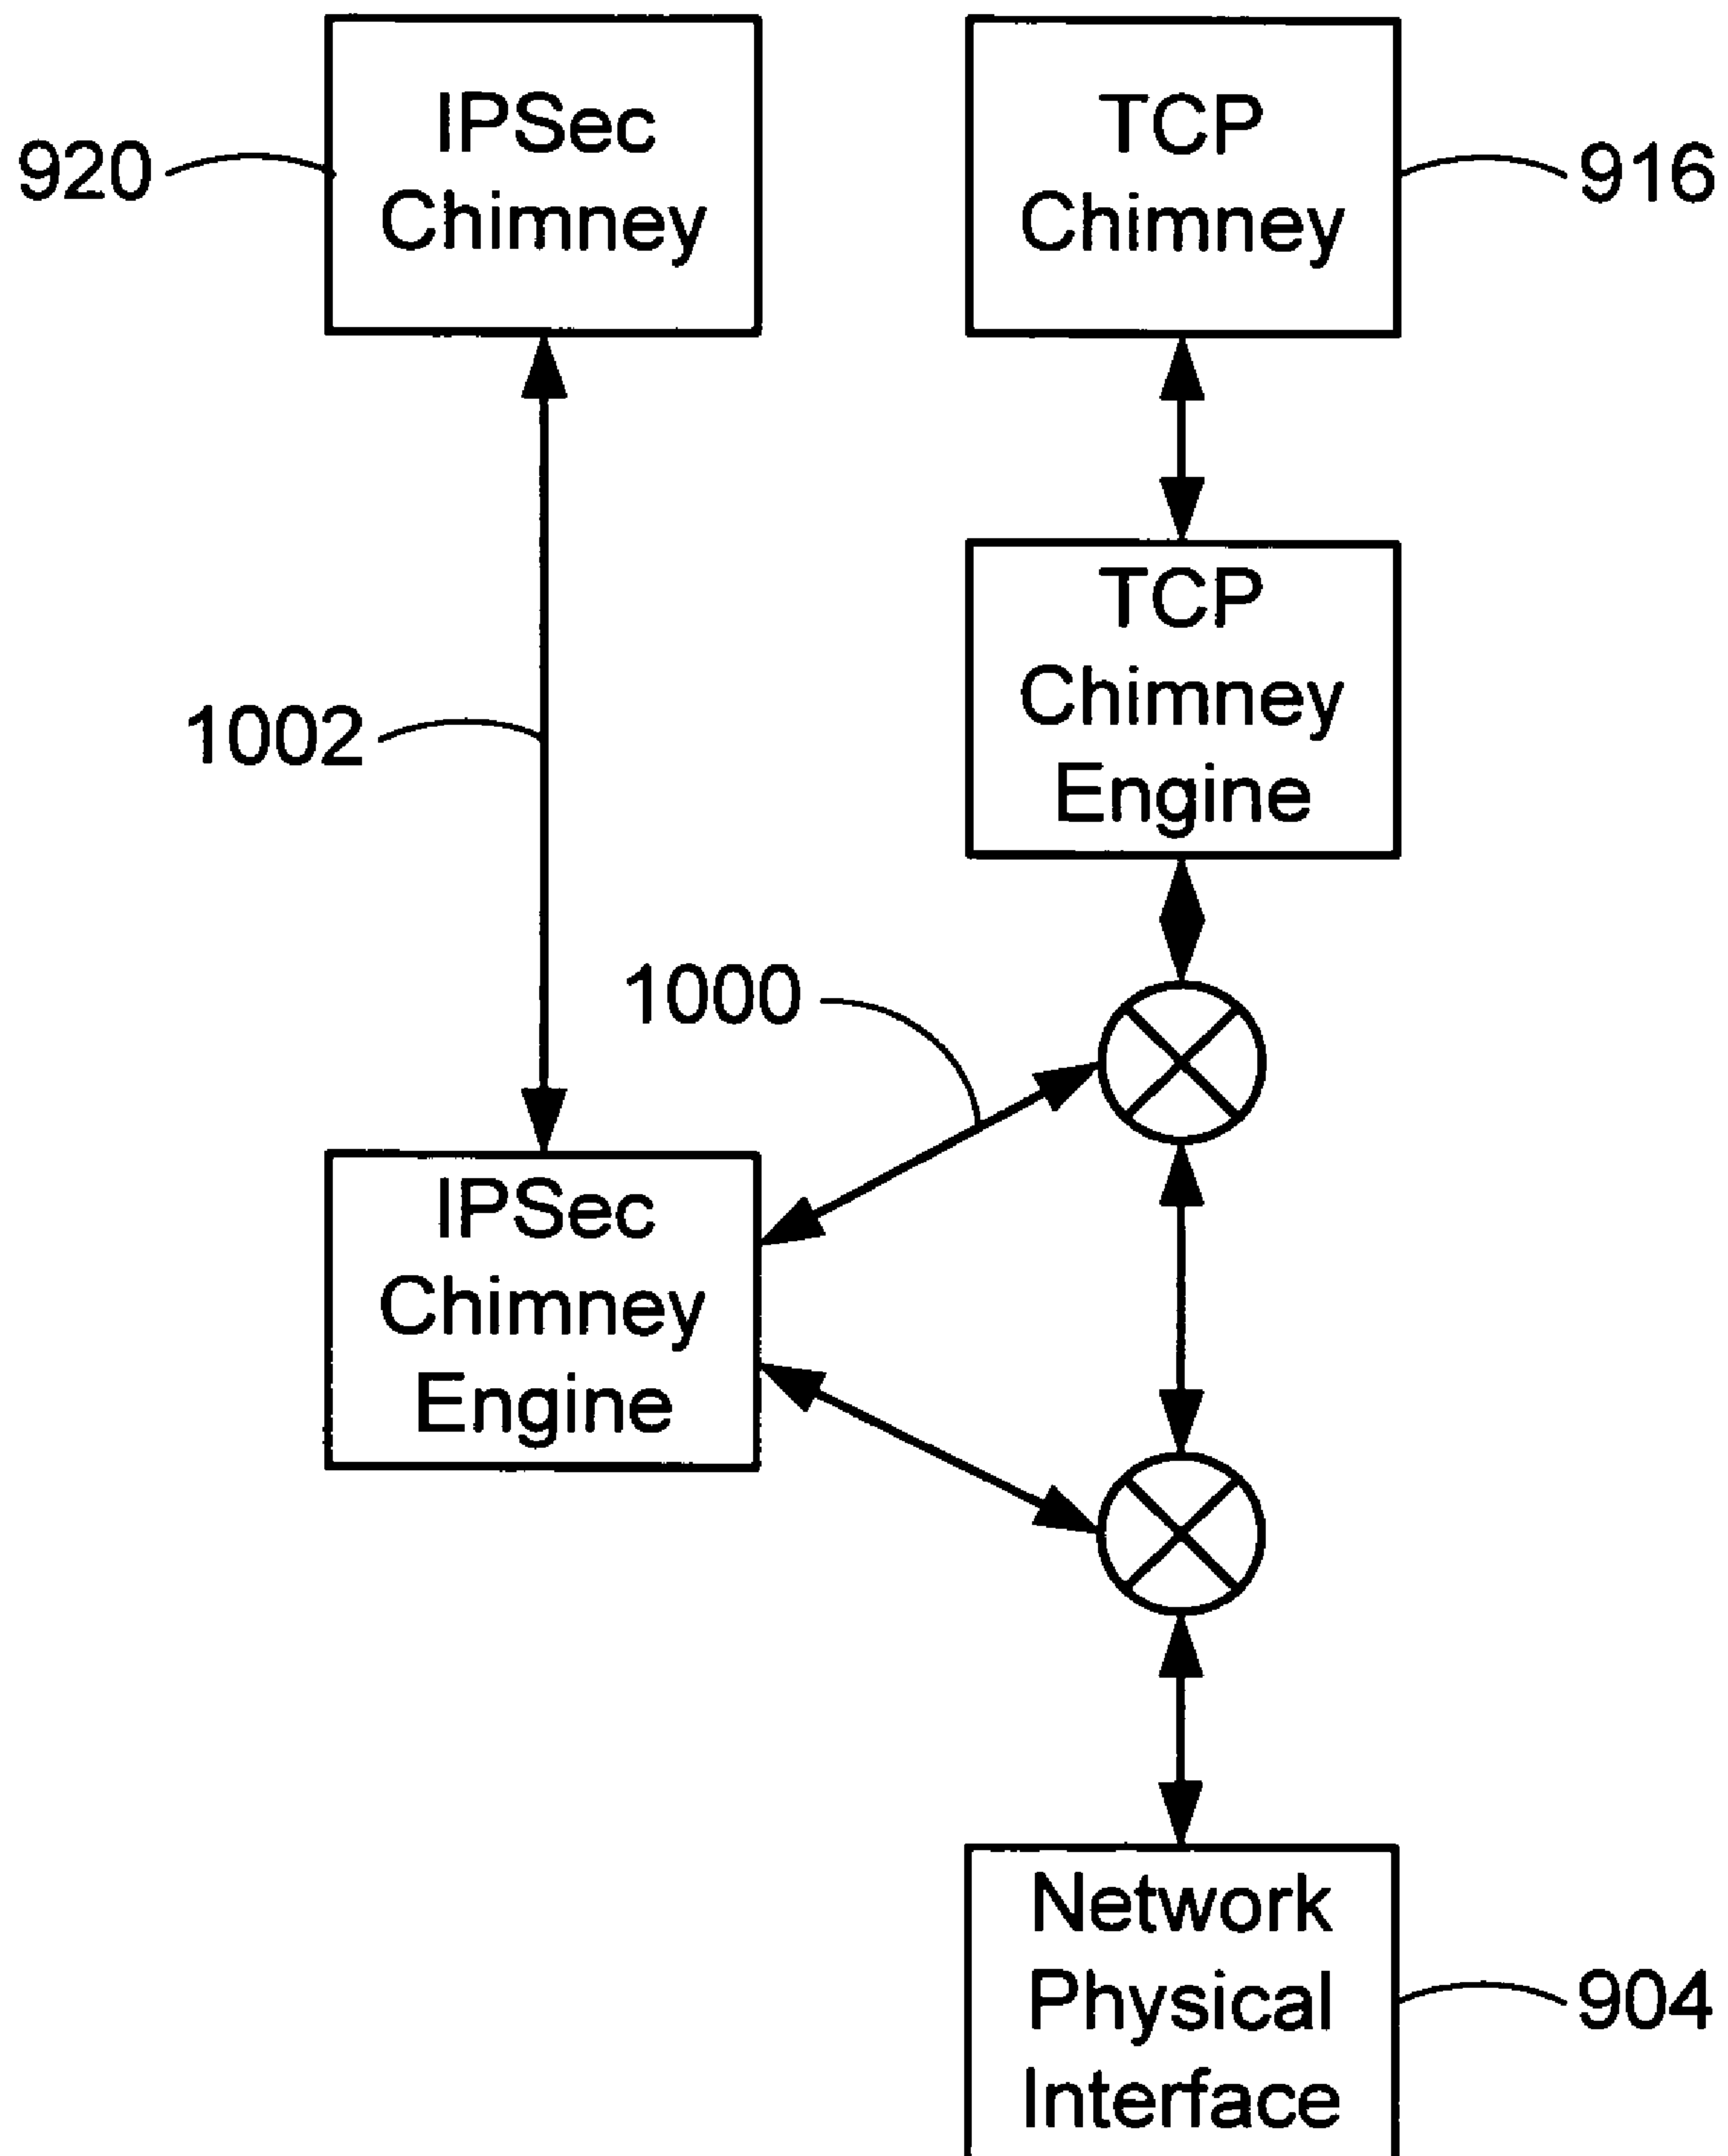 IPSec
Chimney
920
TCP
Chimney
916
1002
TCP
Chimney
Engine
1000
IPSec
Chimney
Engine
Network
Physical
Interface
904